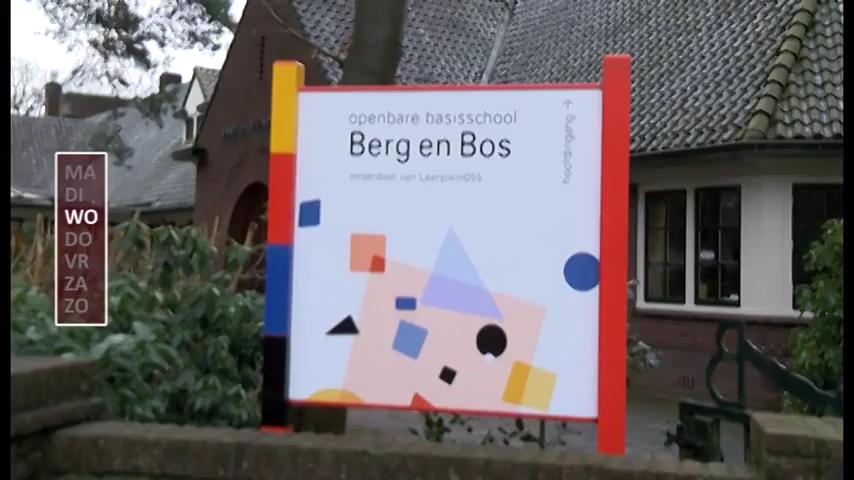 openbare basisschool
Berg en Bos
onderdeel van LeerpleinOSS
hoofdingang
MA
DI
WO
DO
VR
ZA
ZO